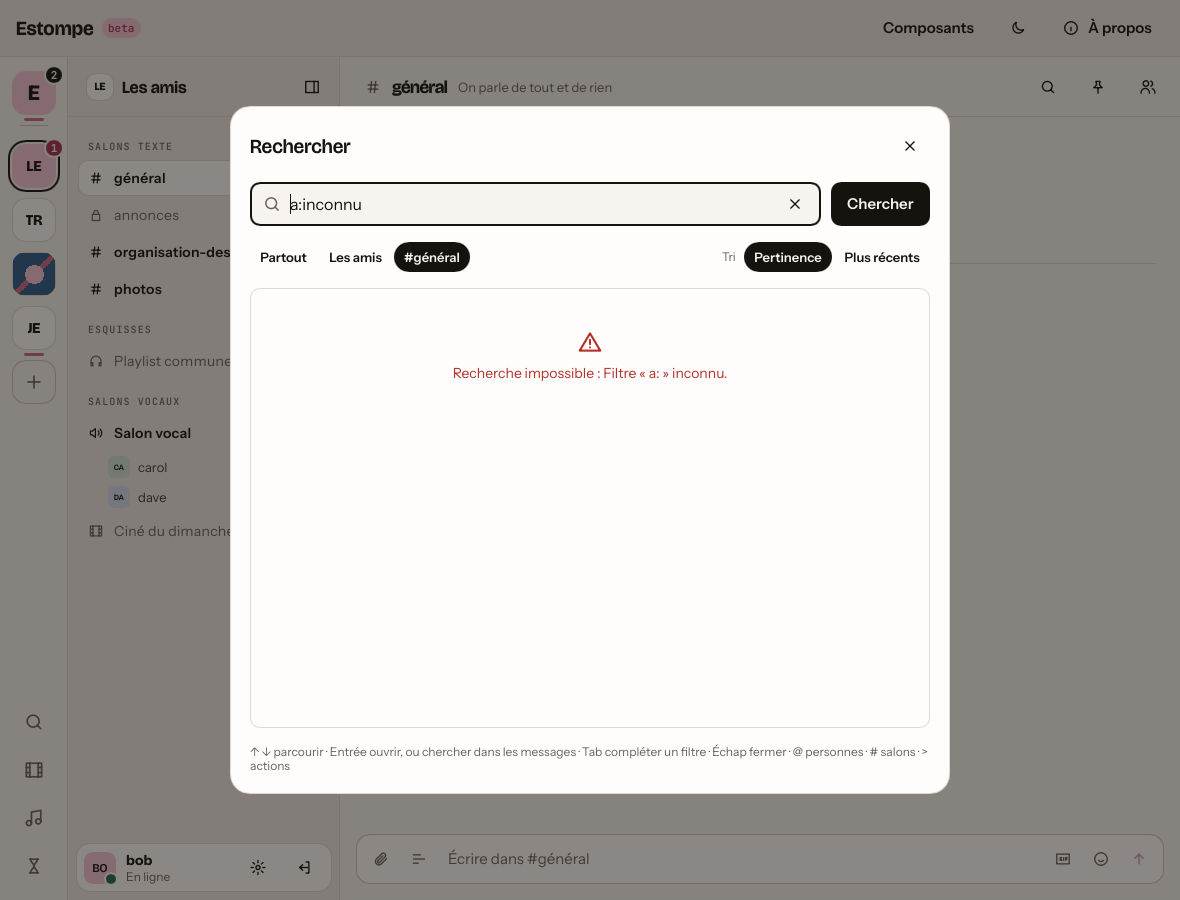 Estompe beta
Composants
À propos
E 2
LE Les amis
# général On parle de tout et de rien
LE 1
TR
JE
SALONS TEXTE
# général
annonces
# organisation-des
# photos
ESQUISSES
Playlist commune
SALONS VOCAUX
Salon vocal
CA carol
DA dave
Ciné du dimanche
Rechercher
a:inconnu
Chercher
Partout Les amis #général Tri Pertinence Plus récents
Recherche impossible : Filtre « a: » inconnu.
↑ ↓ parcourir · Entrée ouvrir, ou chercher dans les messages · Tab compléter un filtre · Échap fermer · @ personnes · # salons · >
actions
BO bob
En ligne
Écrire dans #général
GIF